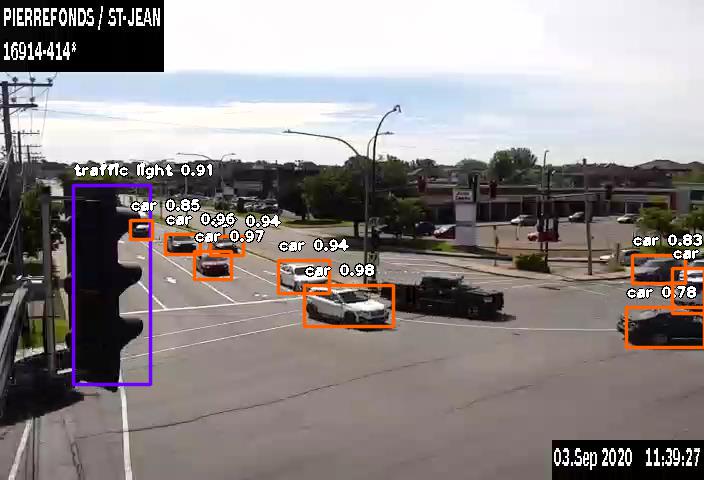 PIERREFONDS / ST-JEAN
16914-414*
traffic light 0.91
car 0.85
car 0.96
0.94
car 0.97
car 0.94
car 0.98
car 0.83
car
car 0.78
03.Sep 2020 11:39:27